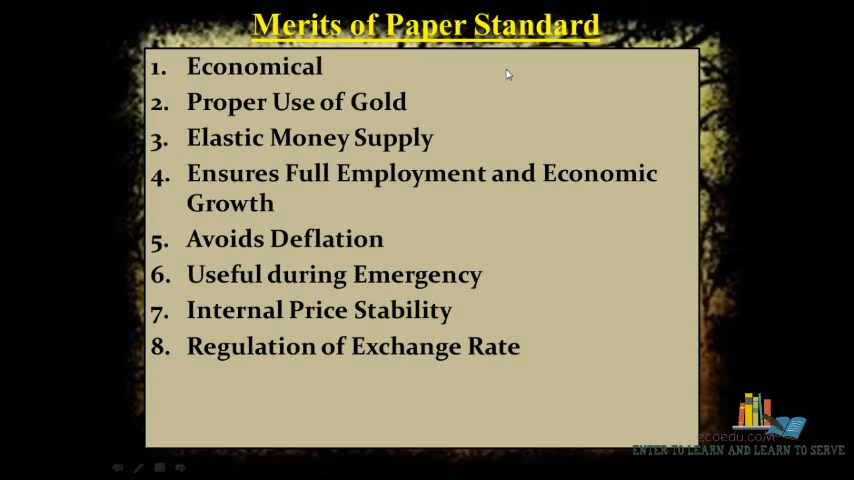 Merits of Paper Standard
1. Economical
2. Proper Use of Gold
3. Elastic Money Supply
4. Ensures Full Employment and Economic
Growth
5. Avoids Deflation
6. Useful during Emergency
7. Internal Price Stability
8. Regulation of Exchange Rate
ecoedu.com
ENTER TO LEARN AND LEARN TO SERVE